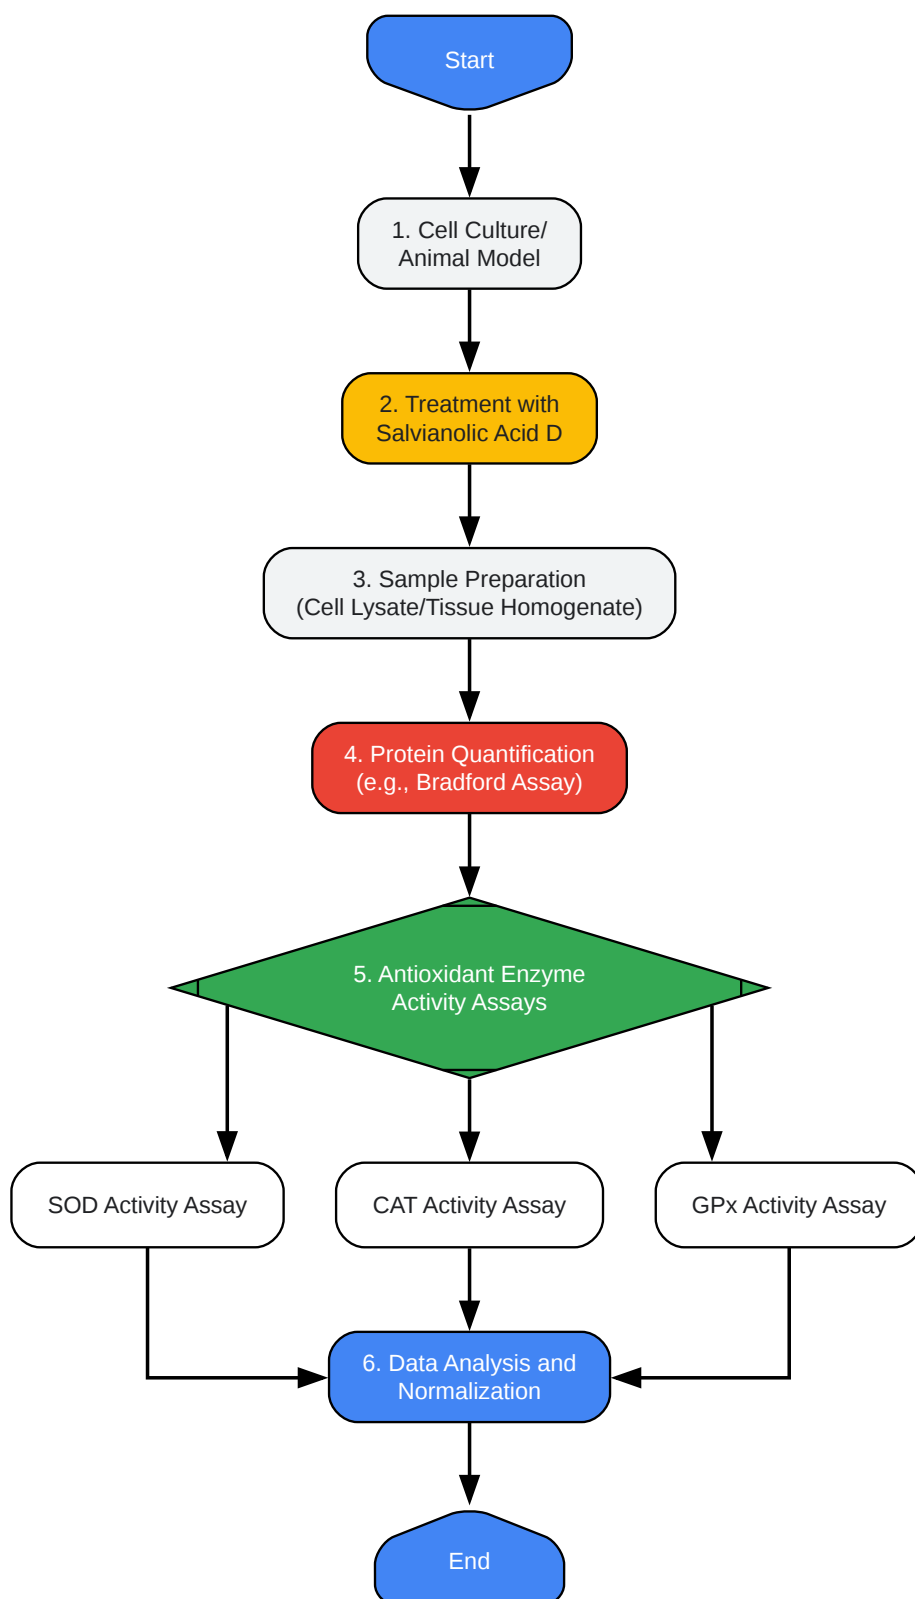 Start
1. Cell Culture/
Animal Model
2. Treatment with
Salvianolic Acid D
3. Sample Preparation
(Cell Lysate/Tissue Homogenate)
4. Protein Quantification
(e.g., Bradford Assay)
5. Antioxidant Enzyme
Activity Assays
SOD Activity Assay
CAT Activity Assay
GPx Activity Assay
6. Data Analysis and
Normalization
End